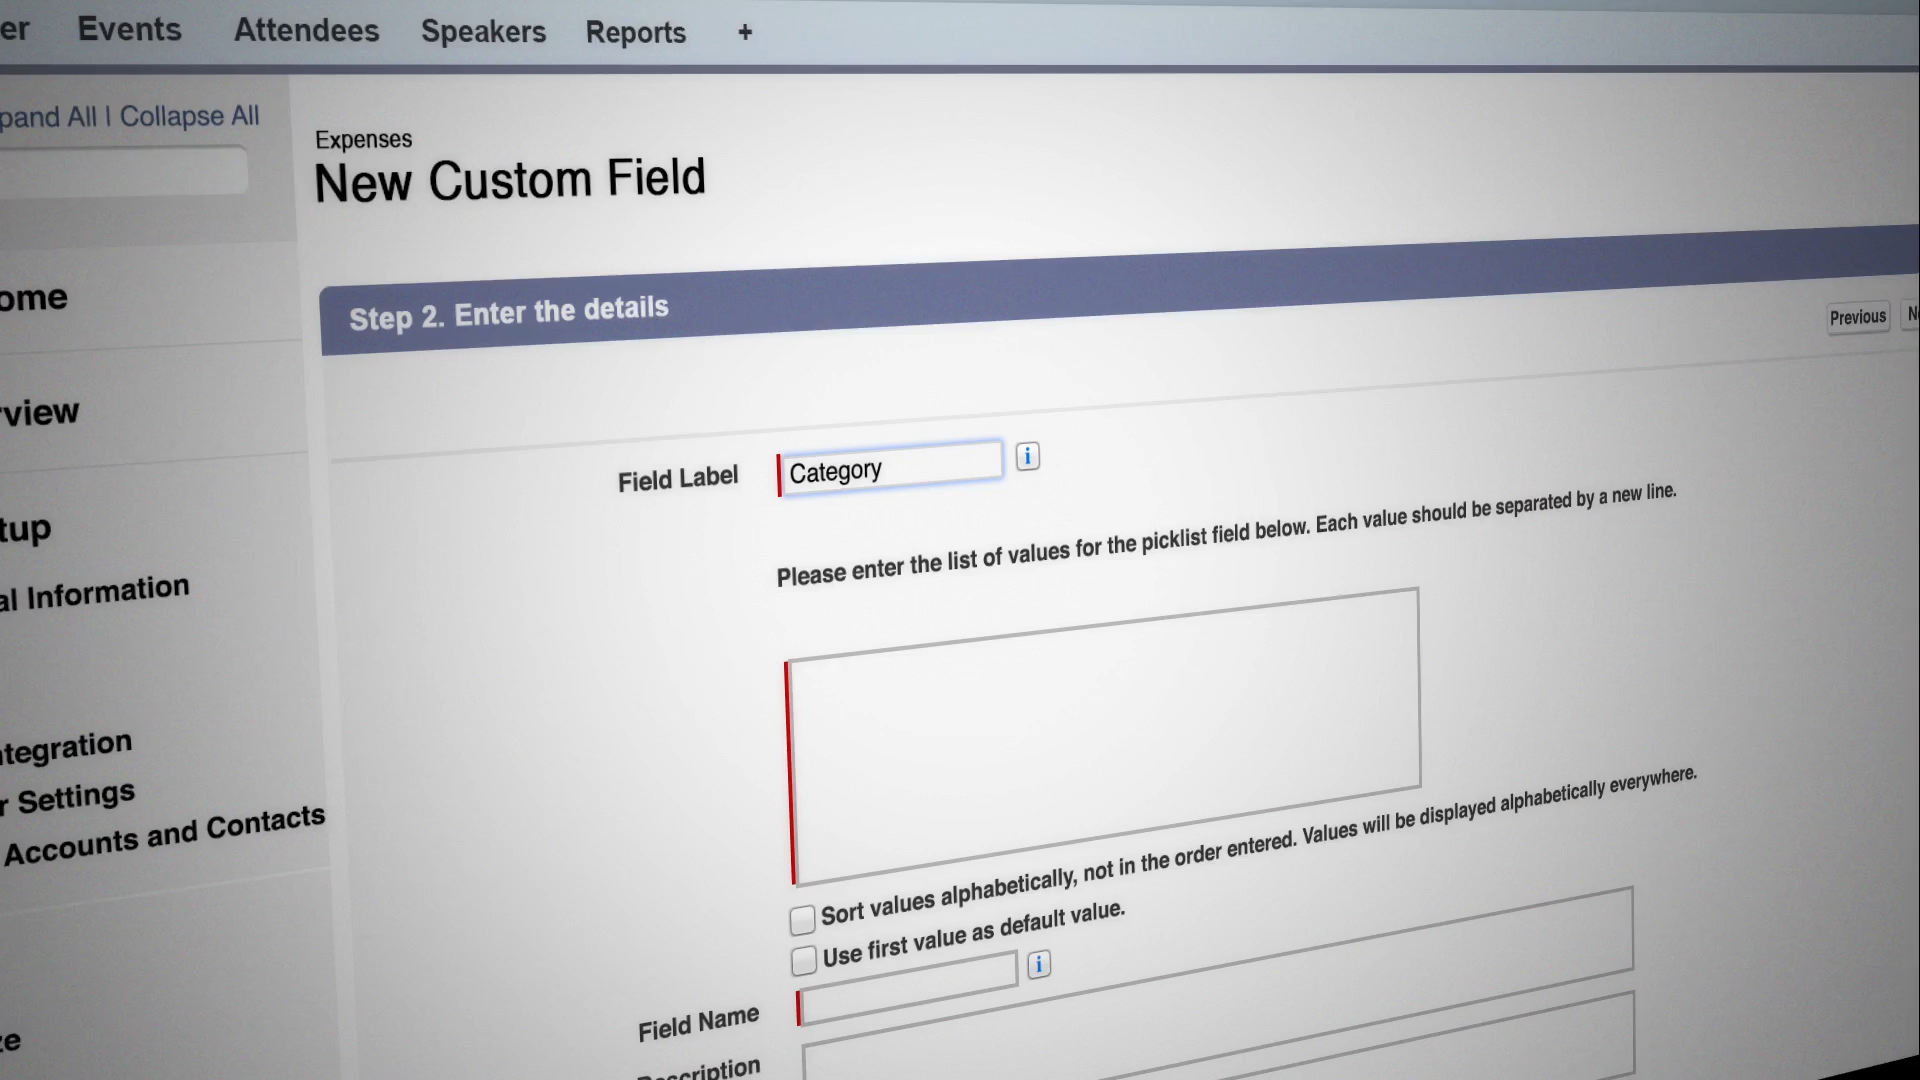 er Events Attendees Speakers Reports +
pand All | Collapse All
Expenses
New Custom Field
ome
Step 2. Enter the details
Previous
rview
Field Label Category
tup
Please enter the list of values for the picklist field below. Each value should be separated by a new line.
al Information
ntegration
r Settings
Accounts and Contacts
Sort values alphabetically, not in the order entered. Values will be displayed alphabetically everywhere.
Use first value as default value.
Field Name
scription
ze